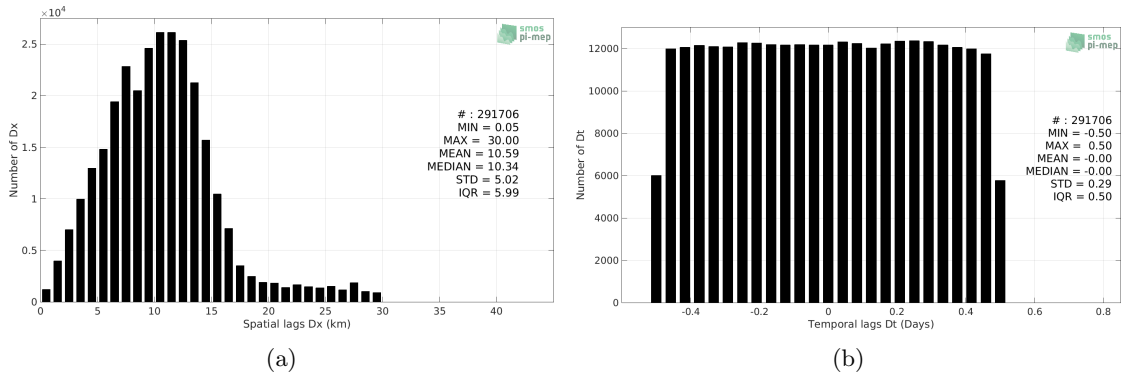 ×10⁴
2.5
2
1.5
1
0.5
0
Number of Dx
0 5 10 15 20 25 30 35 40
Spatial lags Dx (km)
smos
pi-mep
# : 291706
MIN = 0.05
MAX = 30.00
MEAN = 10.59
MEDIAN = 10.34
STD = 5.02
IQR = 5.99
(a)
12000
10000
8000
6000
4000
2000
0
Number of Dt
-0.4 -0.2 0 0.2 0.4 0.6 0.8
Temporal lags Dt (Days)
smos
pi-mep
# : 291706
MIN = -0.50
MAX = 0.50
MEAN = -0.00
MEDIAN = -0.00
STD = 0.29
IQR = 0.50
(b)